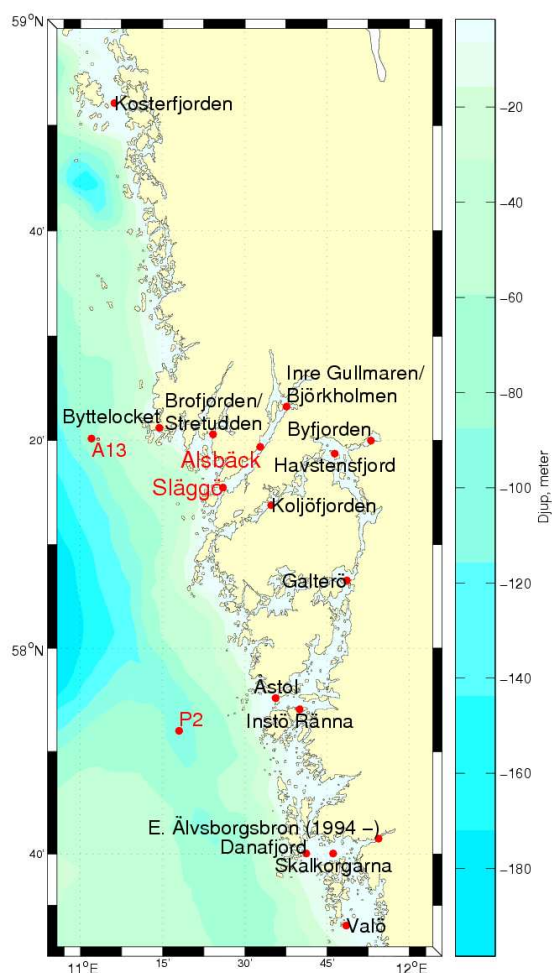 59°N
Kosterfjorden
-20
40'
-40
-60
Inre Gullmaren/
Björkholmen
Brofjorden/
Stretudden
-80
Byttelocket
Byfjorden
20'
A13
Alsbäck
Havstensfjord
Släggö
-100
Djup, meter
Koljöfjorden
-120
Galterö
58°N
-140
Åstol
Instö Ränna
P2
-160
E. Älvsborgsbron (1994 -)
40'
Danafjord
Skalkorgarna
-180
Valö
11°E
15'
30'
45'
12°E